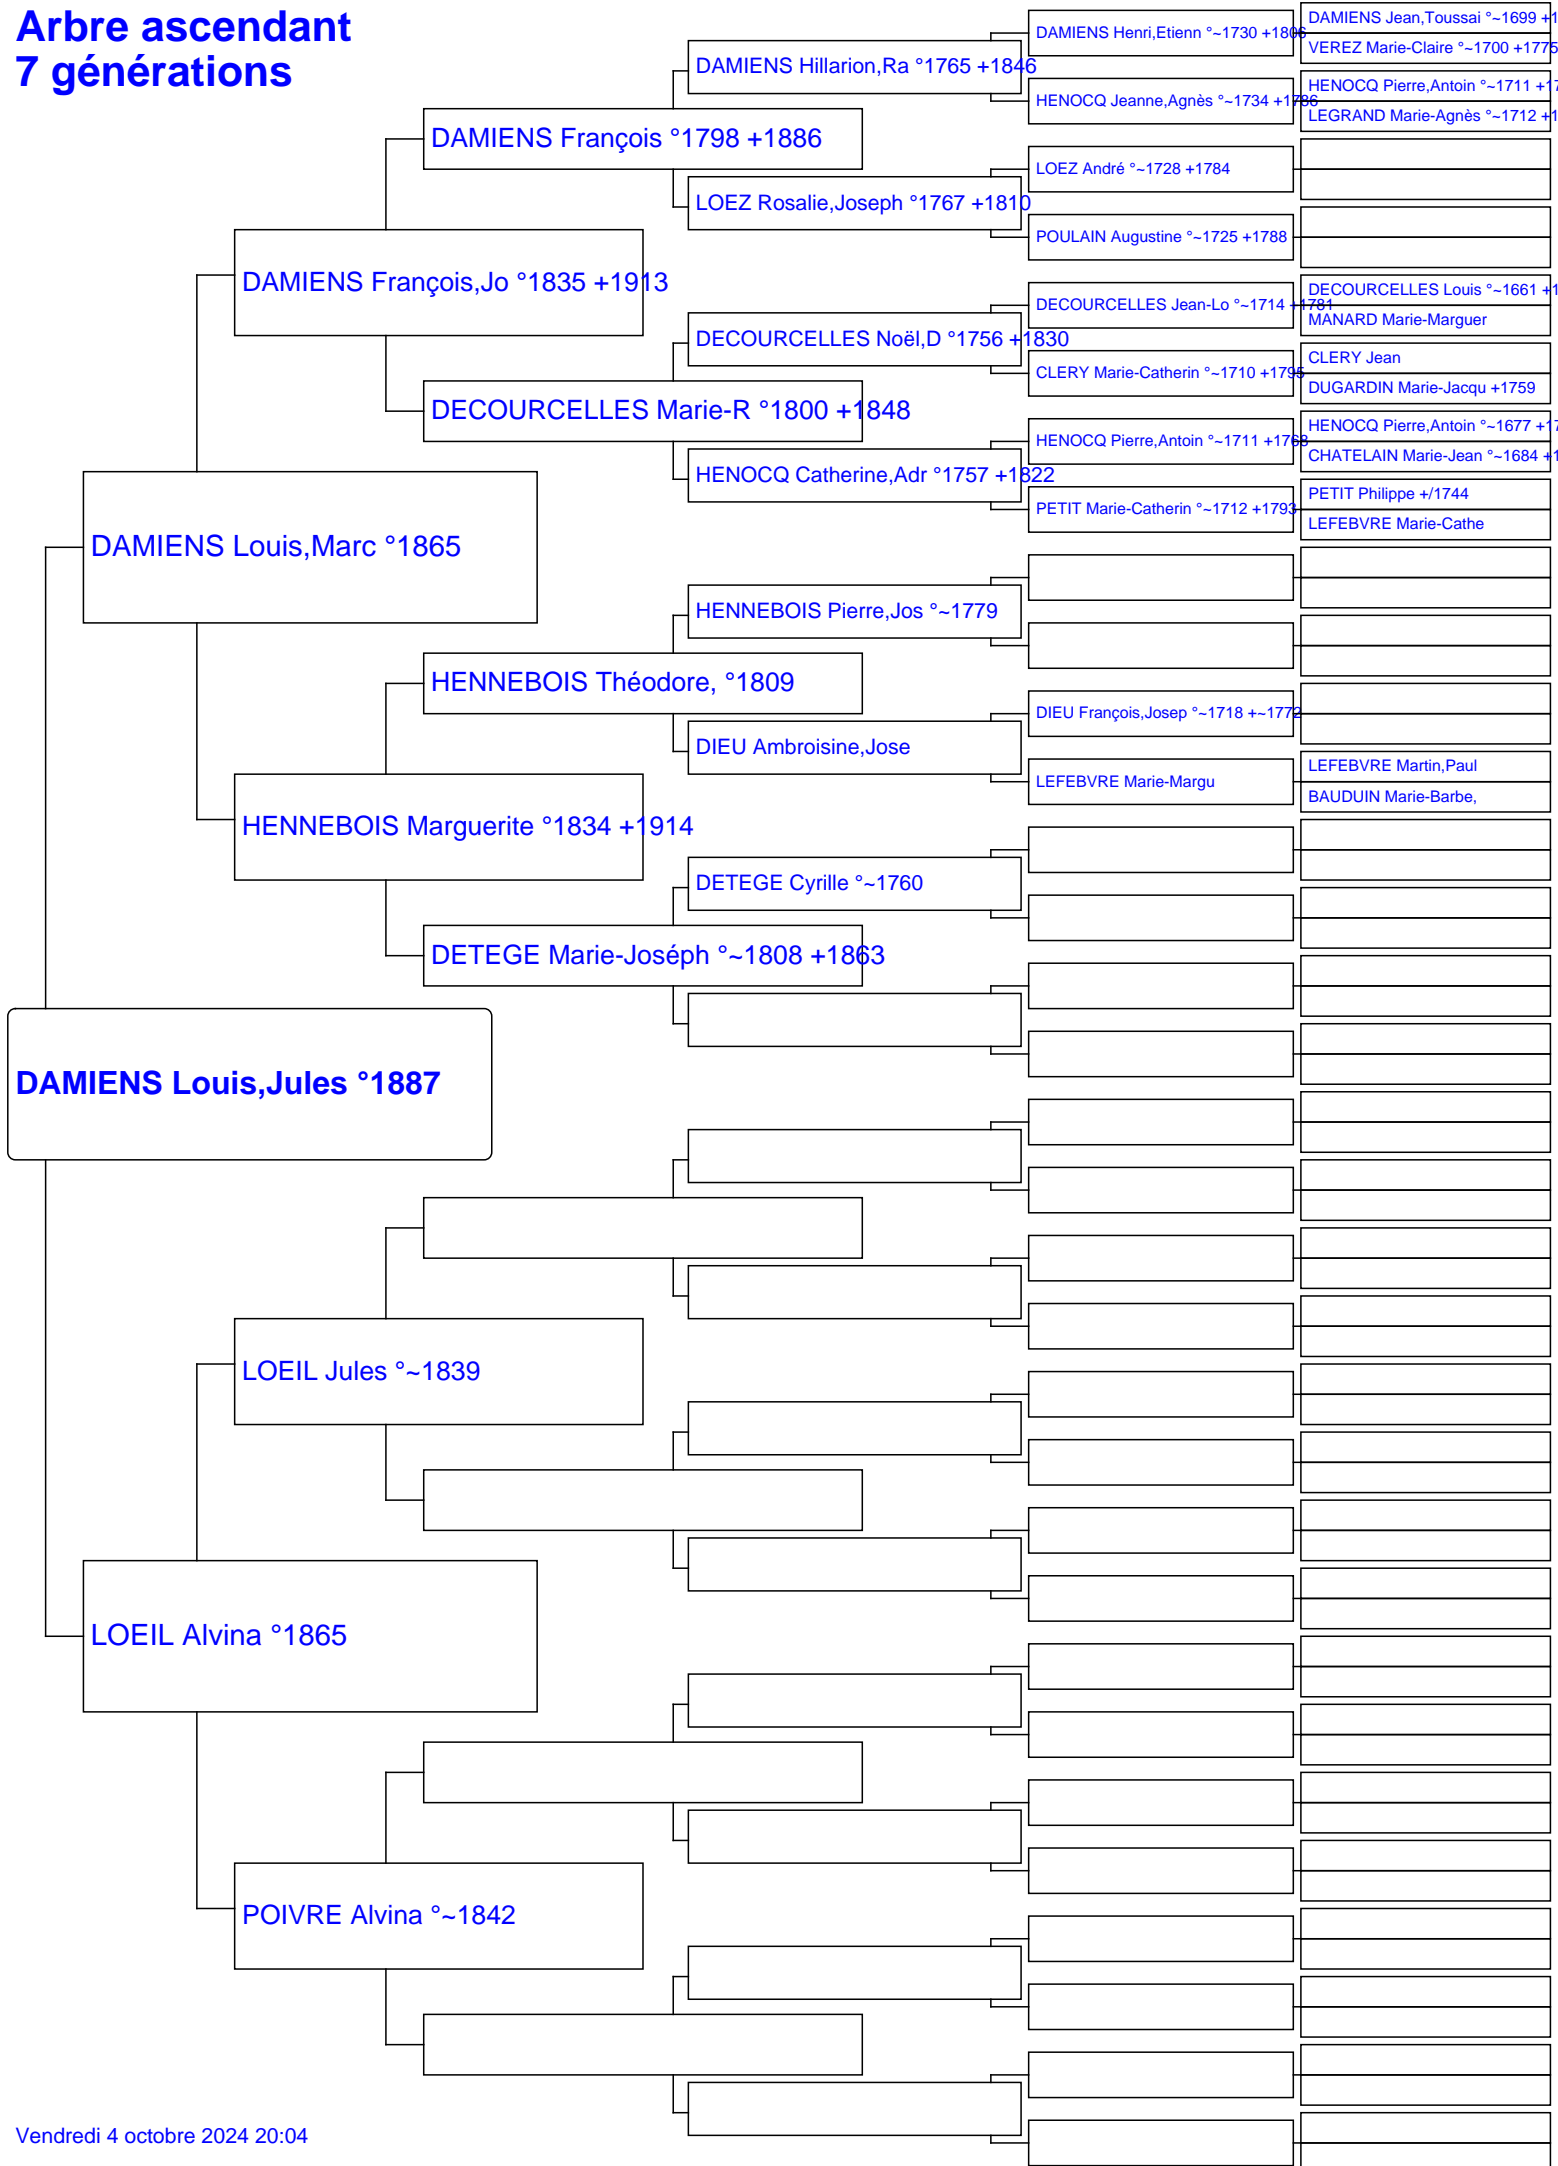 Arbre ascendant
7 générations
DAMIENS Louis,Jules °1887
DAMIENS Louis,Marc °1865
LOEIL Alvina °1865
DAMIENS François,Jo °1835 +1913
HENNEBOIS Marguerite °1834 +1914
LOEIL Jules °~1839
POIVRE Alvina °~1842
DAMIENS François °1798 +1886
DECOURCELLES Marie-R °1800 +1848
HENNEBOIS Théodore, °1809
DETEGE Marie-Joséph °~1808 +1863
DAMIENS Hillarion,Ra °1765 +1846
LOEZ Rosalie,Joseph °1767 +1810
DECOURCELLES Noël,D °1756 +1830
HENOCQ Catherine,Adr °1757 +1822
HENNEBOIS Pierre,Jos °~1779
DIEU Ambroisine,Jose
DETEGE Cyrille °~1760
DAMIENS Henri,Etienn °~1730 +1806
HENOCQ Jeanne,Agnès °~1734 +1786
LOEZ André °~1728 +1784
POULAIN Augustine °~1725 +1788
DECOURCELLES Jean-Lo °~1714 +1781
CLERY Marie-Catherin °~1710 +1795
HENOCQ Pierre,Antoin °~1711 +1768
PETIT Marie-Catherin °~1712 +1793
DIEU François,Josep °~1718 +~1772
LEFEBVRE Marie-Margu
DAMIENS Jean,Toussai °~1699 +1
VEREZ Marie-Claire °~1700 +1775
HENOCQ Pierre,Antoin °~1711 +17
LEGRAND Marie-Agnès °~1712 +1
DECOURCELLES Louis °~1661 +1
MANARD Marie-Marguer
CLERY Jean
DUGARDIN Marie-Jacqu +1759
HENOCQ Pierre,Antoin °~1677 +17
CHATELAIN Marie-Jean °~1684 +1
PETIT Philippe +/1744
LEFEBVRE Marie-Cathe
LEFEBVRE Martin,Paul
BAUDUIN Marie-Barbe,
Vendredi 4 octobre 2024 20:04